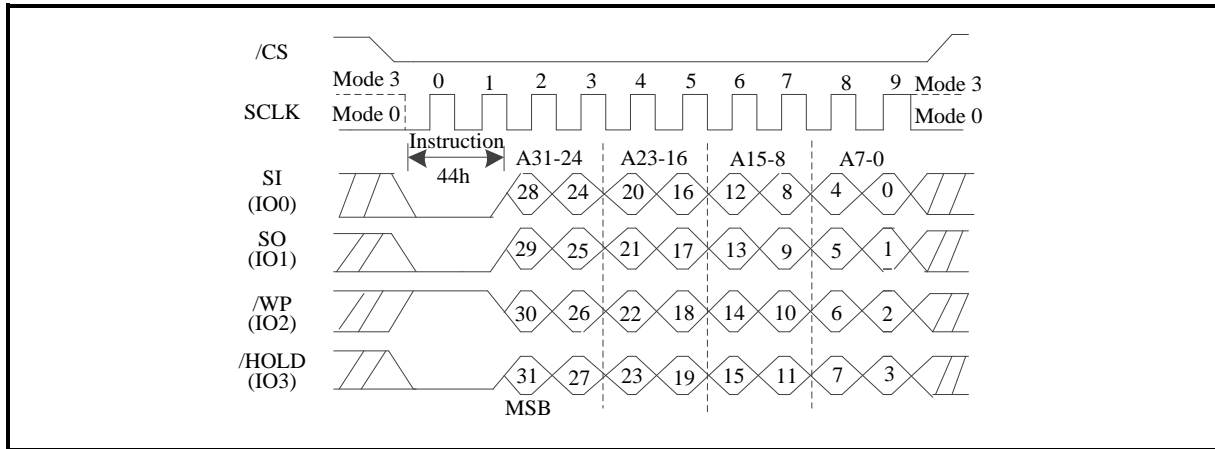 /CS
Mode 3 0 1 2 3 4 5 6 7 8 9 Mode 3
SCLK Mode 0 Mode 0
Instruction A31-24 A23-16 A15-8 A7-0
44h
SI 28 24 20 16 12 8 4 0
(IO0)
SO 29 25 21 17 13 9 5 1
(IO1)
/WP 30 26 22 18 14 10 6 2
(IO2)
/HOLD 31 27 23 19 15 11 7 3
(IO3)
MSB